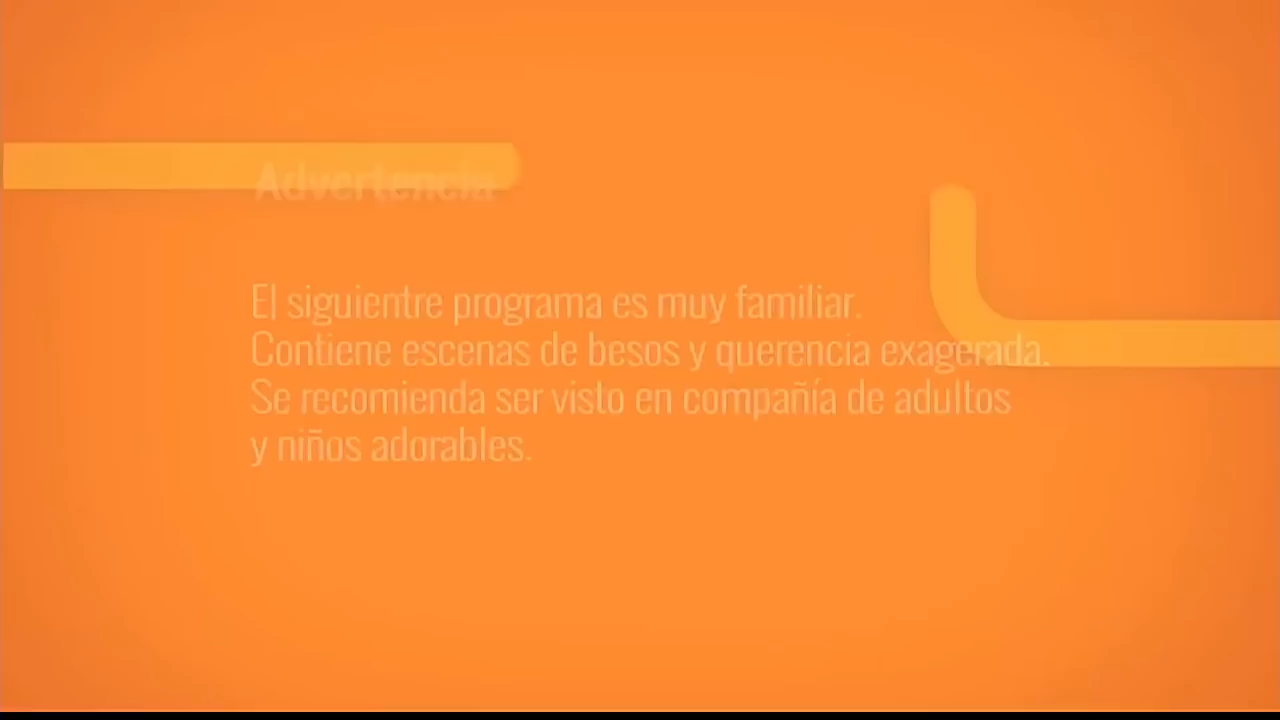 Advertencia
El siguientre programa es muy familiar.
Contiene escenas de besos y querencia exagerada.
Se recomienda ser visto en compañía de adultos
y niños adorables.